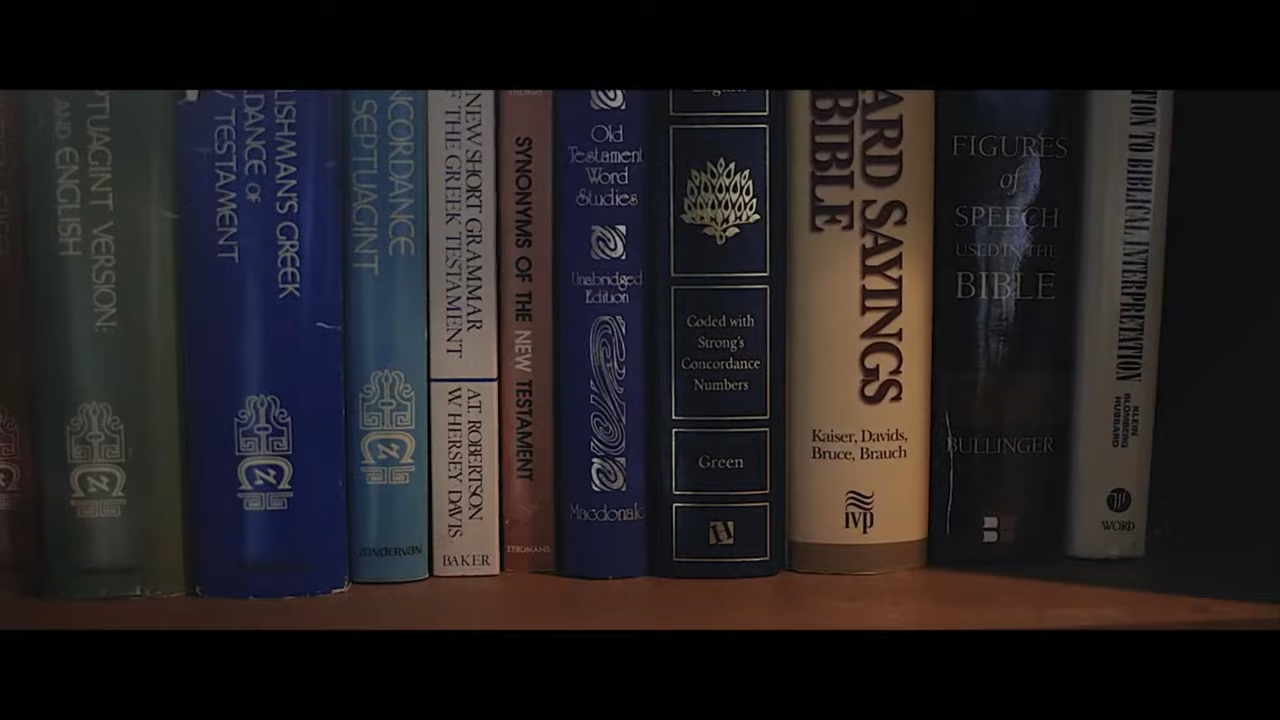 PTUAGINT VERSION:
AND ENGLISH
LISHMAN'S GREEK
DANCE OF
TESTAMENT
NCORDANCE
SEPTUAGINT
ZONDERVAN
NEW SHORT GRAMMAR
THE GREEK TESTAMENT
A.T. ROBERTSON
W. HERSEY DAVIS
BAKER
SYNONYMS OF THE NEW TESTAMENT
EERDMANS
Old
Testament
Word
Studies
Unabridged
Edition
Macdonald
English
Coded with
Strong's
Concordance
Numbers
Green
H
ARD SAYINGS
BIBLE
Kaiser, Davids,
Bruce, Brauch
ivp
FIGURES
of
SPEECH
USED IN THE
BIBLE
BULLINGER
TION TO BIBLICAL INTERPRETATION
KLEIN
BLOMBERG
HUBBARD
WORD